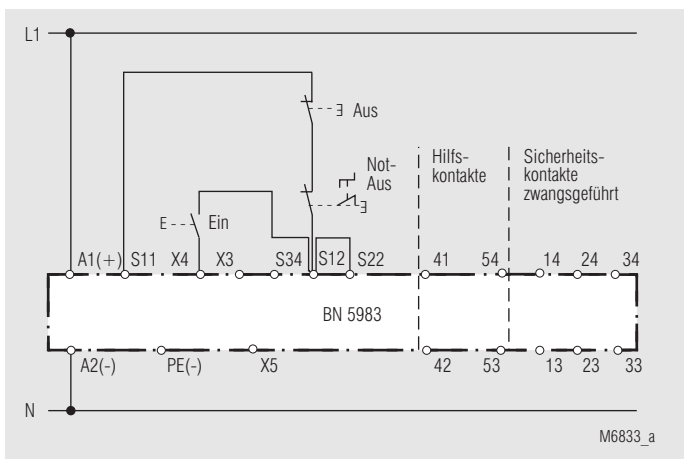 L1
Aus
Not-
Aus
Hilfs-
kontakte
Sicherheits-
kontakte
zwangsgeführt
E
Ein
A1(+) S11 X4 X3 S34 S12 S22 41 54 14 24 34
BN 5983
A2(-) PE(-) X5 42 53 13 23 33
N
M6833_a